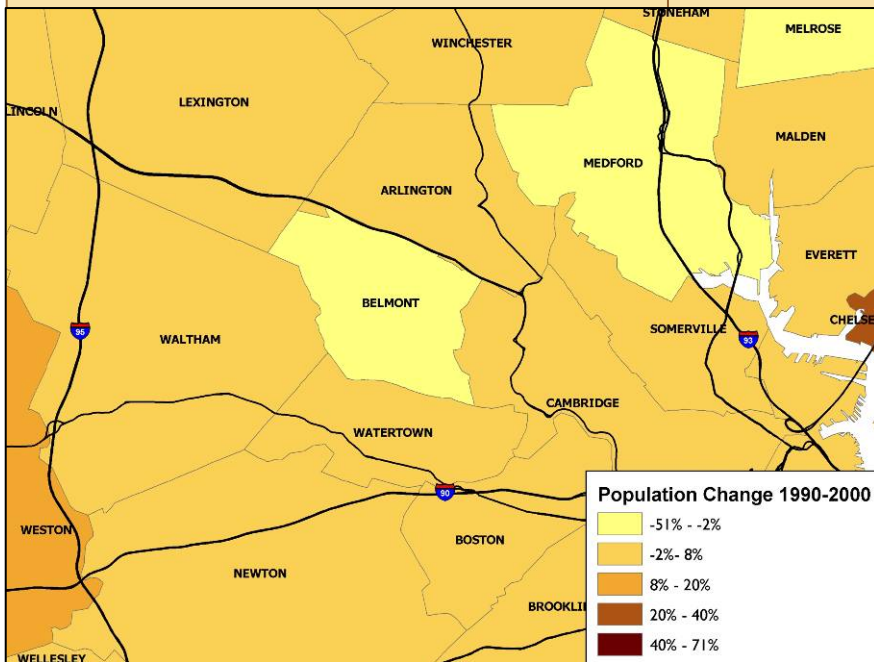 STONEHAM
MELROSE
WINCHESTER
LEXINGTON
LINCOLN
MALDEN
MEDFORD
ARLINGTON
EVERETT
BELMONT
CHELSE
95
WALTHAM
SOMERVILLE
93
CAMBRIDGE
WATERTOWN
90
WESTON
BOSTON
NEWTON
BROOKLI
WELLESLEY
Population Change 1990-2000
-51% - -2%
-2%- 8%
8% - 20%
20% - 40%
40% - 71%